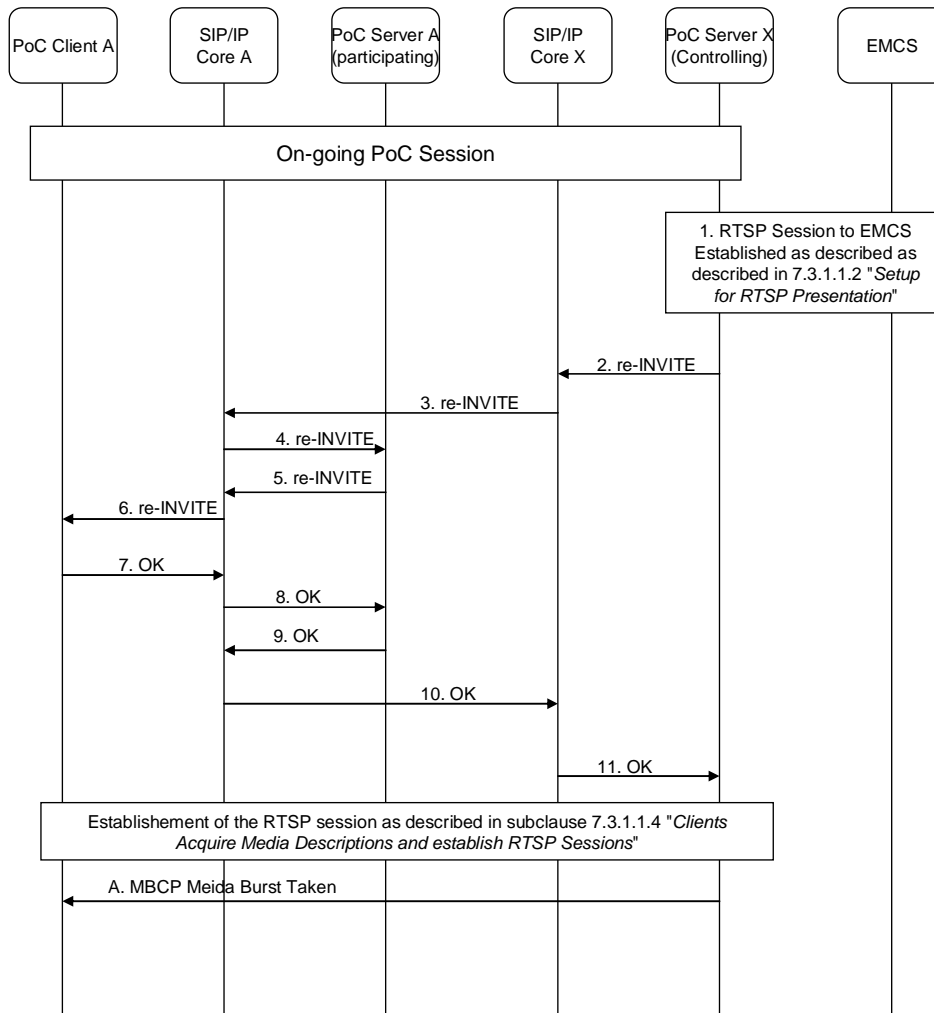 PoC Client A
SIP/IP
Core A
PoC Server A
(participating)
SIP/IP
Core X
PoC Server X
(Controlling)
EMCS
On-going PoC Session
1. RTSP Session to EMCS
Established as described as
described in 7.3.1.1.2 "Setup
for RTSP Presentation"
2. re-INVITE
3. re-INVITE
4. re-INVITE
5. re-INVITE
6. re-INVITE
7. OK
8. OK
9. OK
10. OK
11. OK
Establishement of the RTSP session as described in subclause 7.3.1.1.4 "Clients
Acquire Media Descriptions and establish RTSP Sessions"
A. MBCP Meida Burst Taken